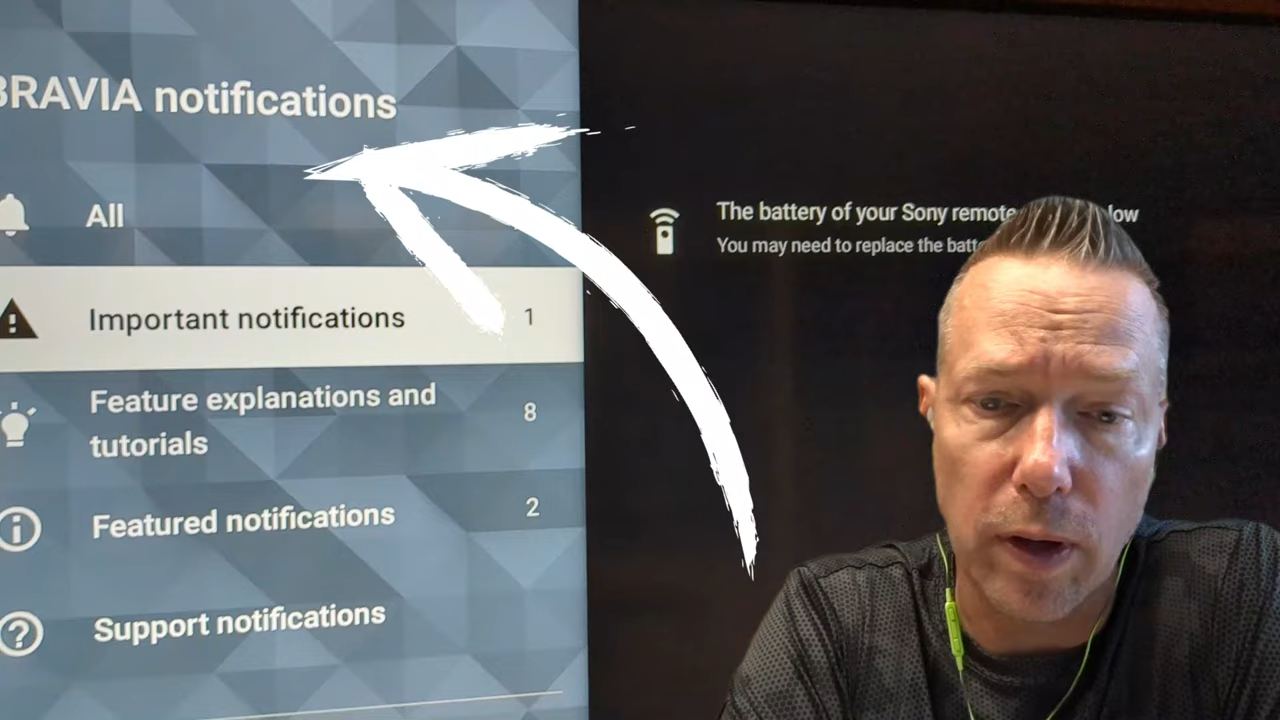 BRAVIA notifications
All
Important notifications 1
Feature explanations and
tutorials
8
Featured notifications 2
Support notifications
The battery of your Sony remote low
You may need to replace the